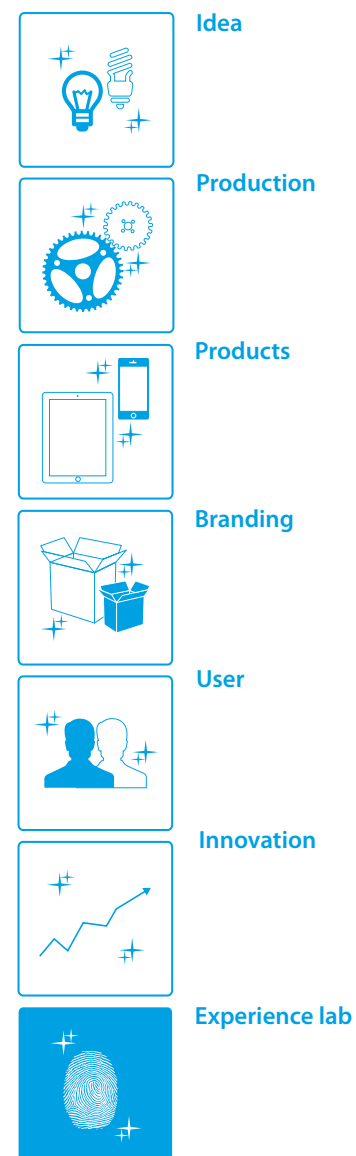 Idea
Production
Products
Branding
User
Innovation
Experience lab